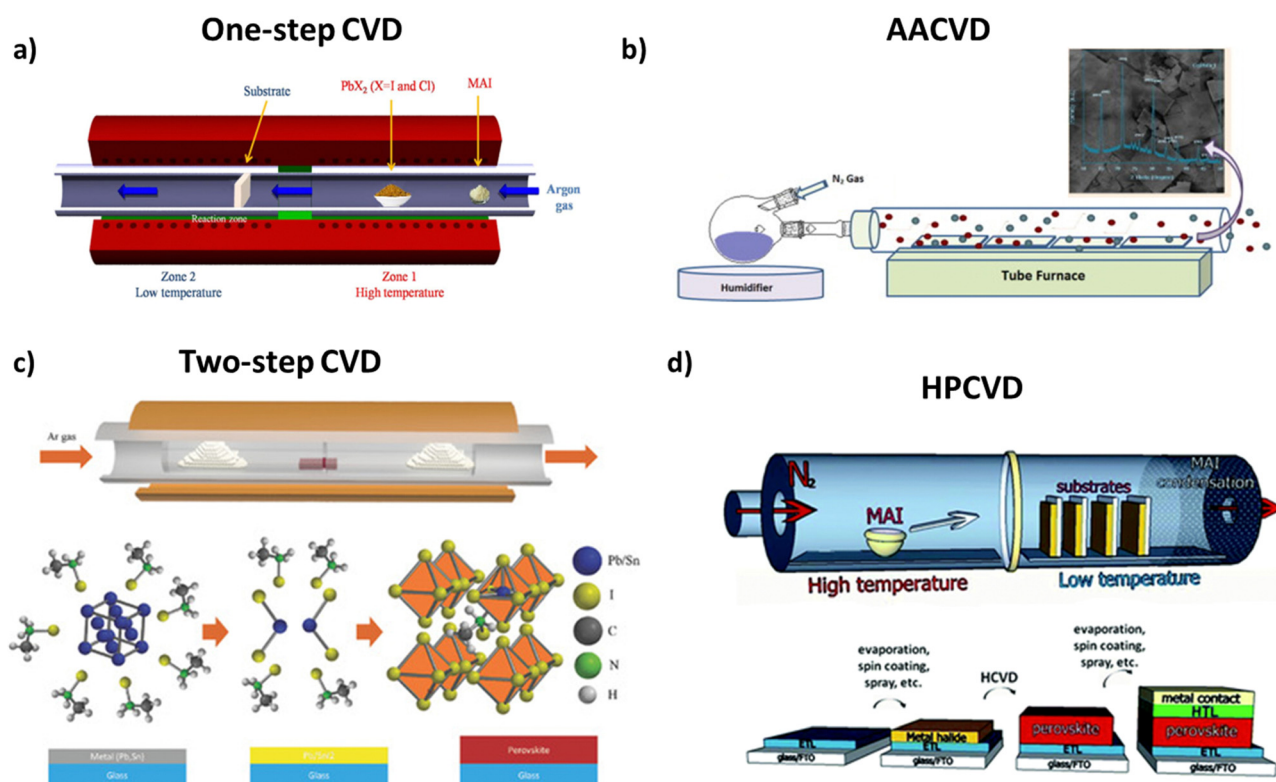 One-step CVD
a)
Substrate
PbX₂ (X=I and Cl)
MAI
Argon
gas
Reaction zone
Zone 2
Low temperature
Zone 1
High temperature
AACVD
b)
N₂ Gas
Humidifier
Tube Furnace
Two-step CVD
c)
Ar gas
Pb/Sn
I
C
N
H
Metal (Pb,Sn)
Glass
Glass
Perovskite
Glass
d)
HPCVD
N₂
MAI
substrates
MAI
condensation
High temperature
Low temperature
evaporation,
spin coating,
spray, etc.
HCVD
evaporation,
spin coating,
spray, etc.
ETL
glass/FTO
Metal halide
ETL
glass/FTO
perovskite
ETL
glass/FTO
metal contact
HTL
perovskite
ETL
glass/FTO